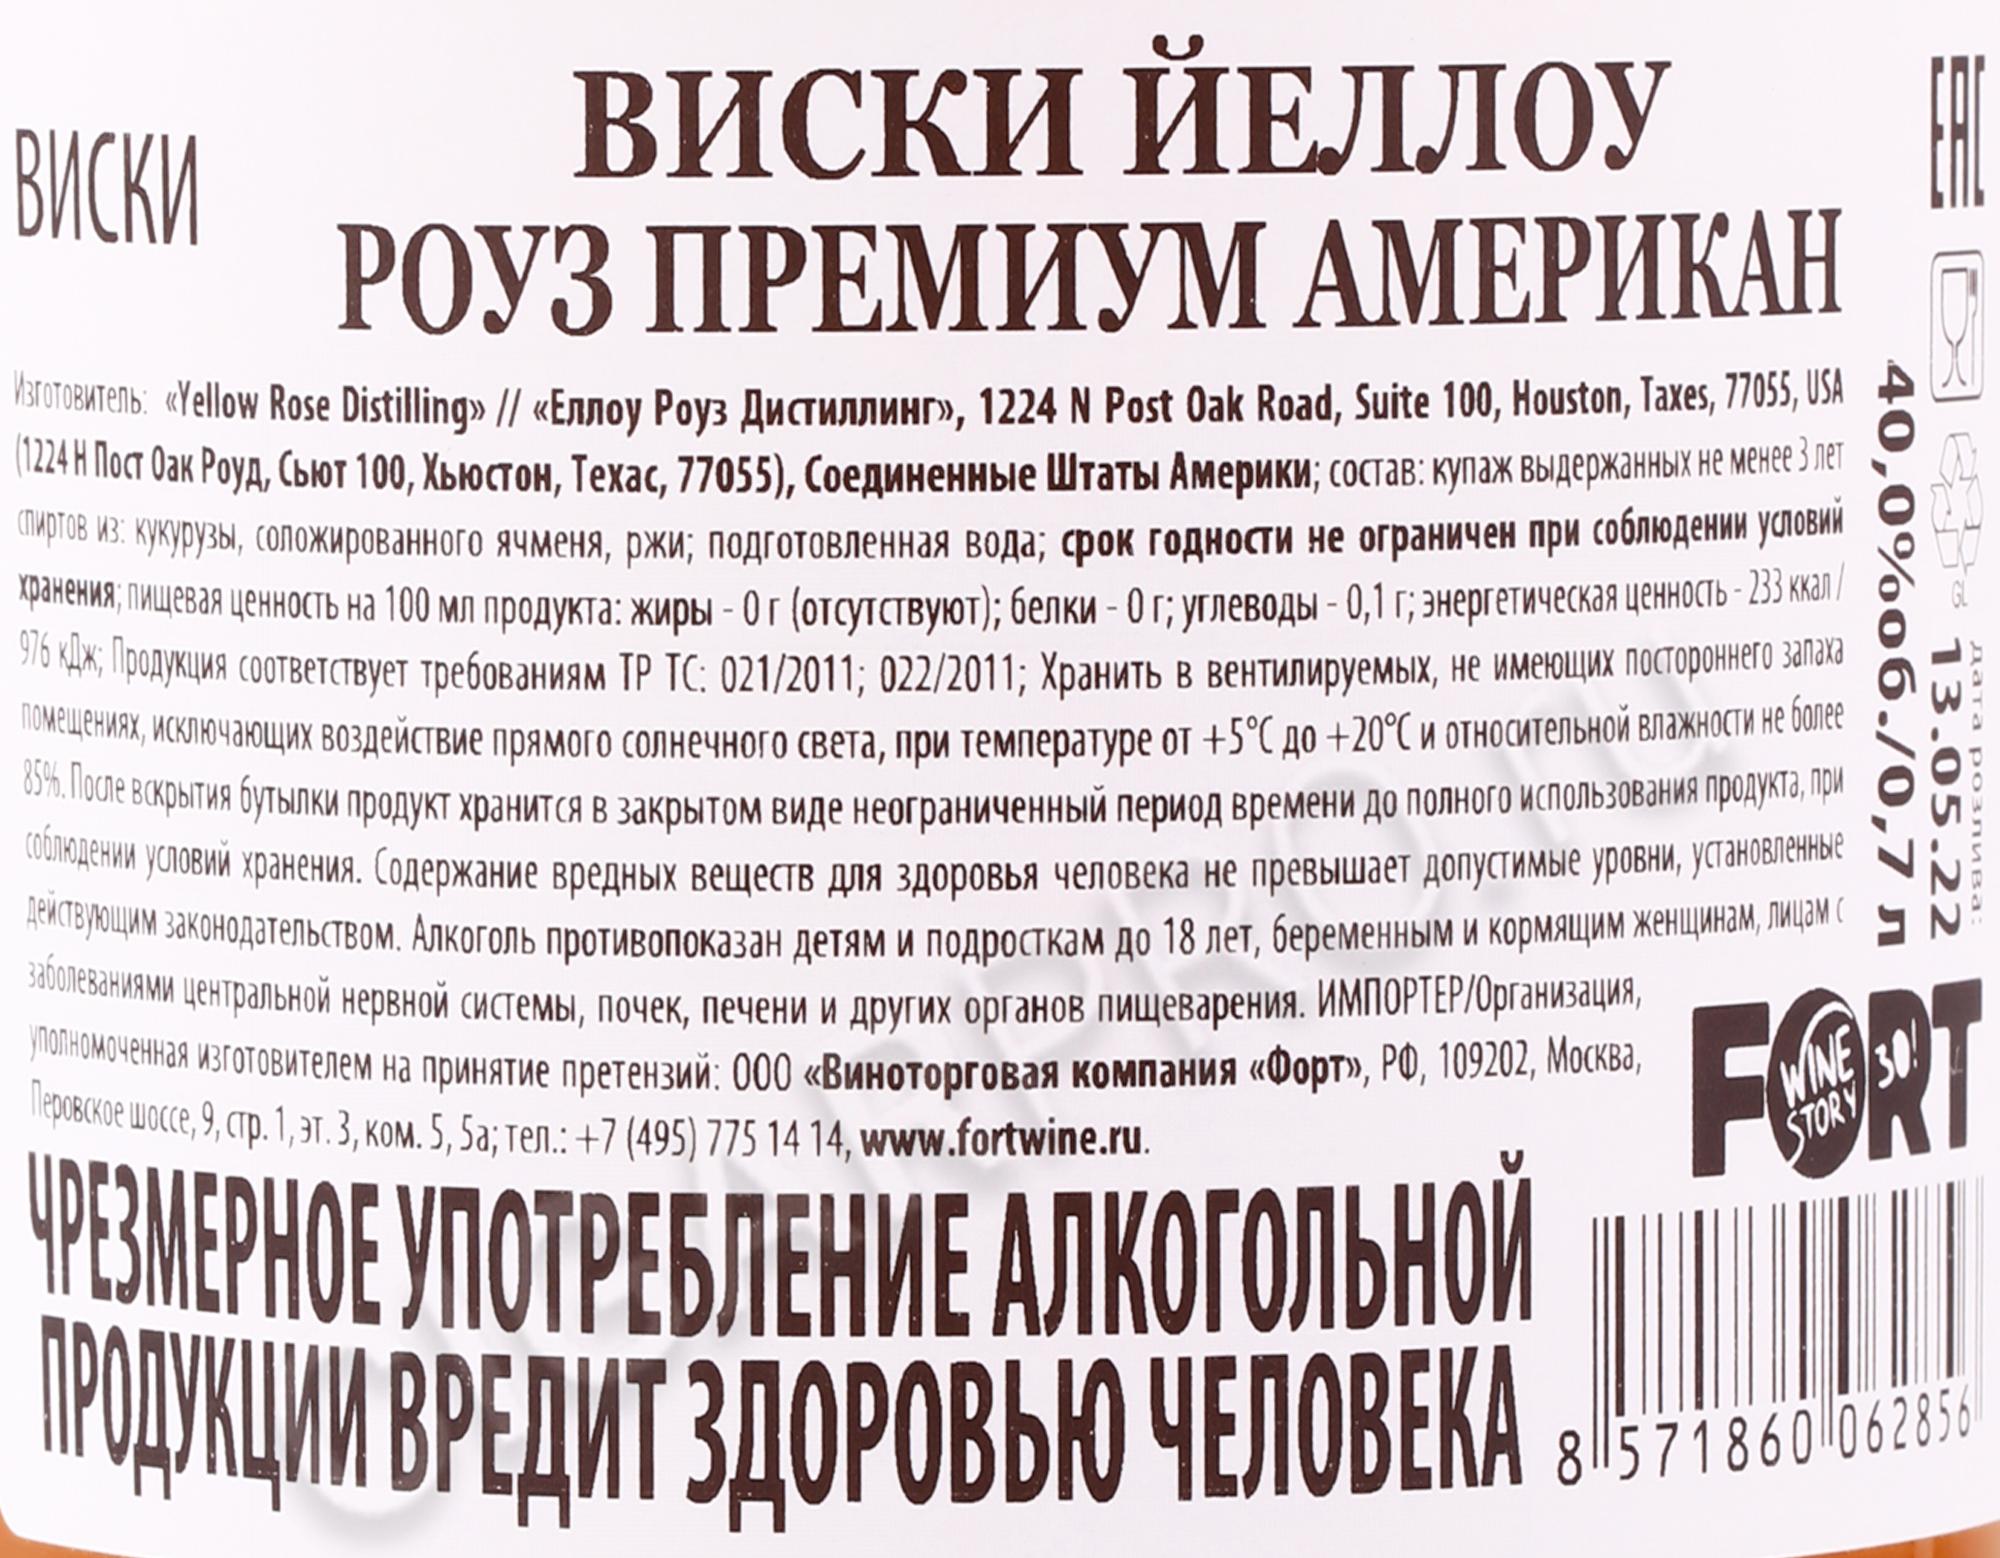 ВИСКИ
ВИСКИ ЙЕЛЛОУ
РОУЗ ПРЕМИУМ АМЕРИКАН
Изготовитель: «Yellow Rose Distilling» // «Еллоу Роуз Дистиллинг», 1224 N Post Oak Road, Suite 100, Houston, Taxes, 77055, USA
(1224 Н Пост Оак Роуд, Сьют 100, Хьюстон, Техас, 77055), Соединенные Штаты Америки; состав: купаж выдержанных не менее 3 лет
спиртов из: кукурузы, соложированного ячменя, ржи; подготовленная вода; срок годности не ограничен при соблюдении условий
хранения; пищевая ценность на 100 мл продукта: жиры - 0 г (отсутствуют); белки - 0 г; углеводы - 0,1 г; энергетическая ценность - 233 ккал /
976 кДж; Продукция соответствует требованиям ТР ТС: 021/2011; 022/2011; Хранить в вентилируемых, не имеющих постороннего запаха
помещениях, исключающих воздействие прямого солнечного света, при температуре от +5°С до +20°С и относительной влажности не более
85%. После вскрытия бутылки продукт хранится в закрытом виде неограниченный период времени до полного использования продукта, при
соблюдении условий хранения. Содержание вредных веществ для здоровья человека не превышает допустимые уровни, установленные
действующим законодательством. Алкоголь противопоказан детям и подросткам до 18 лет, беременным и кормящим женщинам, лицам с
заболеваниями центральной нервной системы, почек, печени и других органов пищеварения. ИМПОРТЕР/Организация,
уполномоченная изготовителем на принятие претензий: ООО «Виноторговая компания «Форт», РФ, 109202, Москва,
Перовское шоссе, 9, стр. 1, эт. 3, ком. 5, 5а; тел.: +7 (495) 775 14 14, www.fortwine.ru.
ЧРЕЗМЕРНОЕ УПОТРЕБЛЕНИЕ АЛКОГОЛЬНОЙ
ПРОДУКЦИИ ВРЕДИТ ЗДОРОВЬЮ ЧЕЛОВЕКА
EAC
GL
40,0%об./0,7 л
дата розлива:
13.05.22
FORT
WINE
STORY
30!
8 571860 062856
CIGARPRO.ru